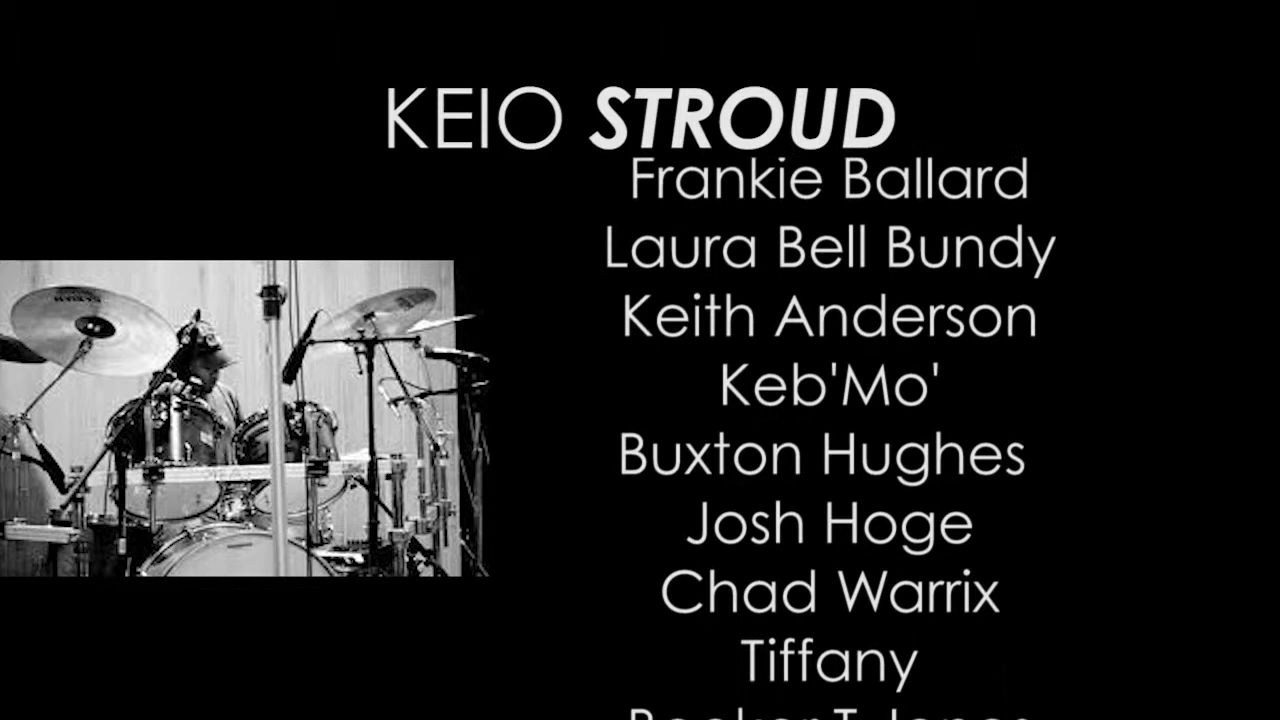 KEIO STROUD
Frankie Ballard
Laura Bell Bundy
Keith Anderson
Keb'Mo'
Buxton Hughes
Josh Hoge
Chad Warrix
Tiffany